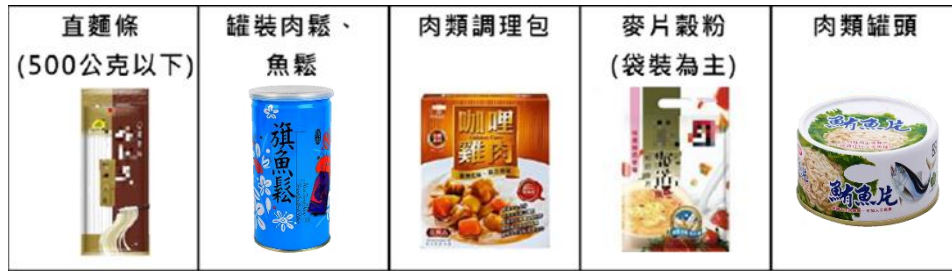 直麵條
(500公克以下)
罐裝肉鬆、
魚鬆
肉類調理包
麥片穀粉
(袋裝為主)
肉類罐頭
旗魚鬆
咖哩
雞肉
鮪魚片
鮪魚片